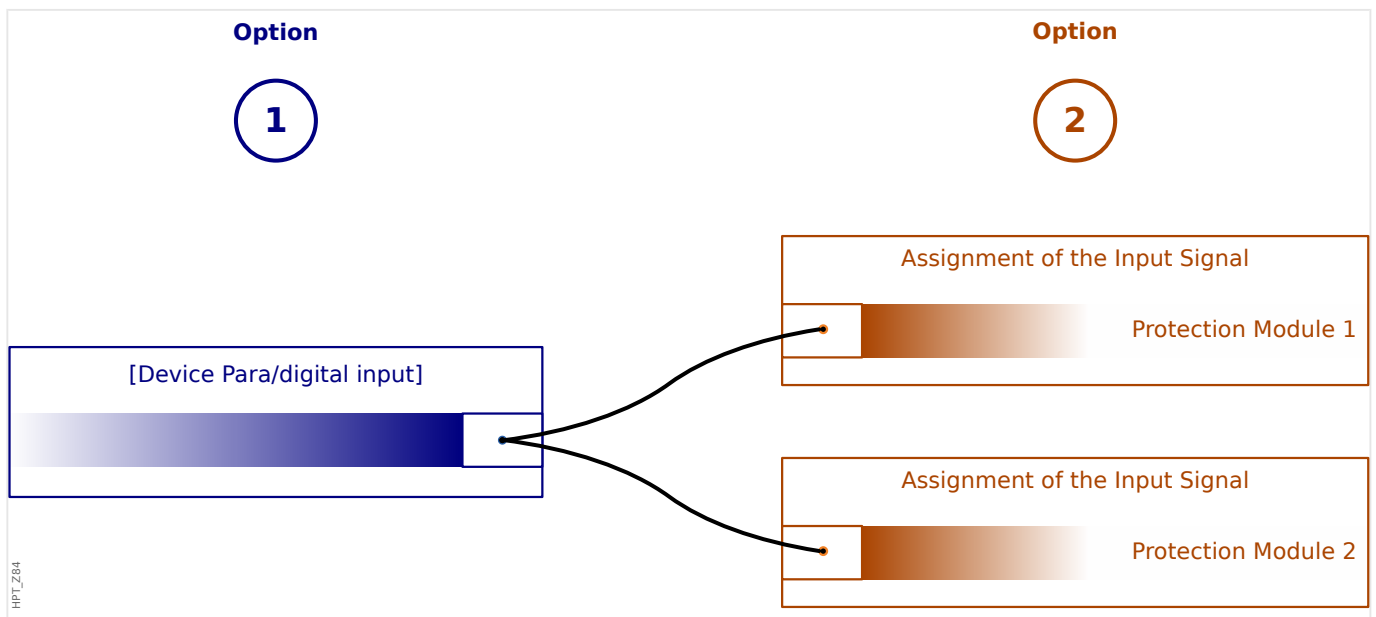 Option
1
[Device Para/digital input]
Option
2
Assignment of the Input Signal
Protection Module 1
Assignment of the Input Signal
Protection Module 2
HPT_Z84